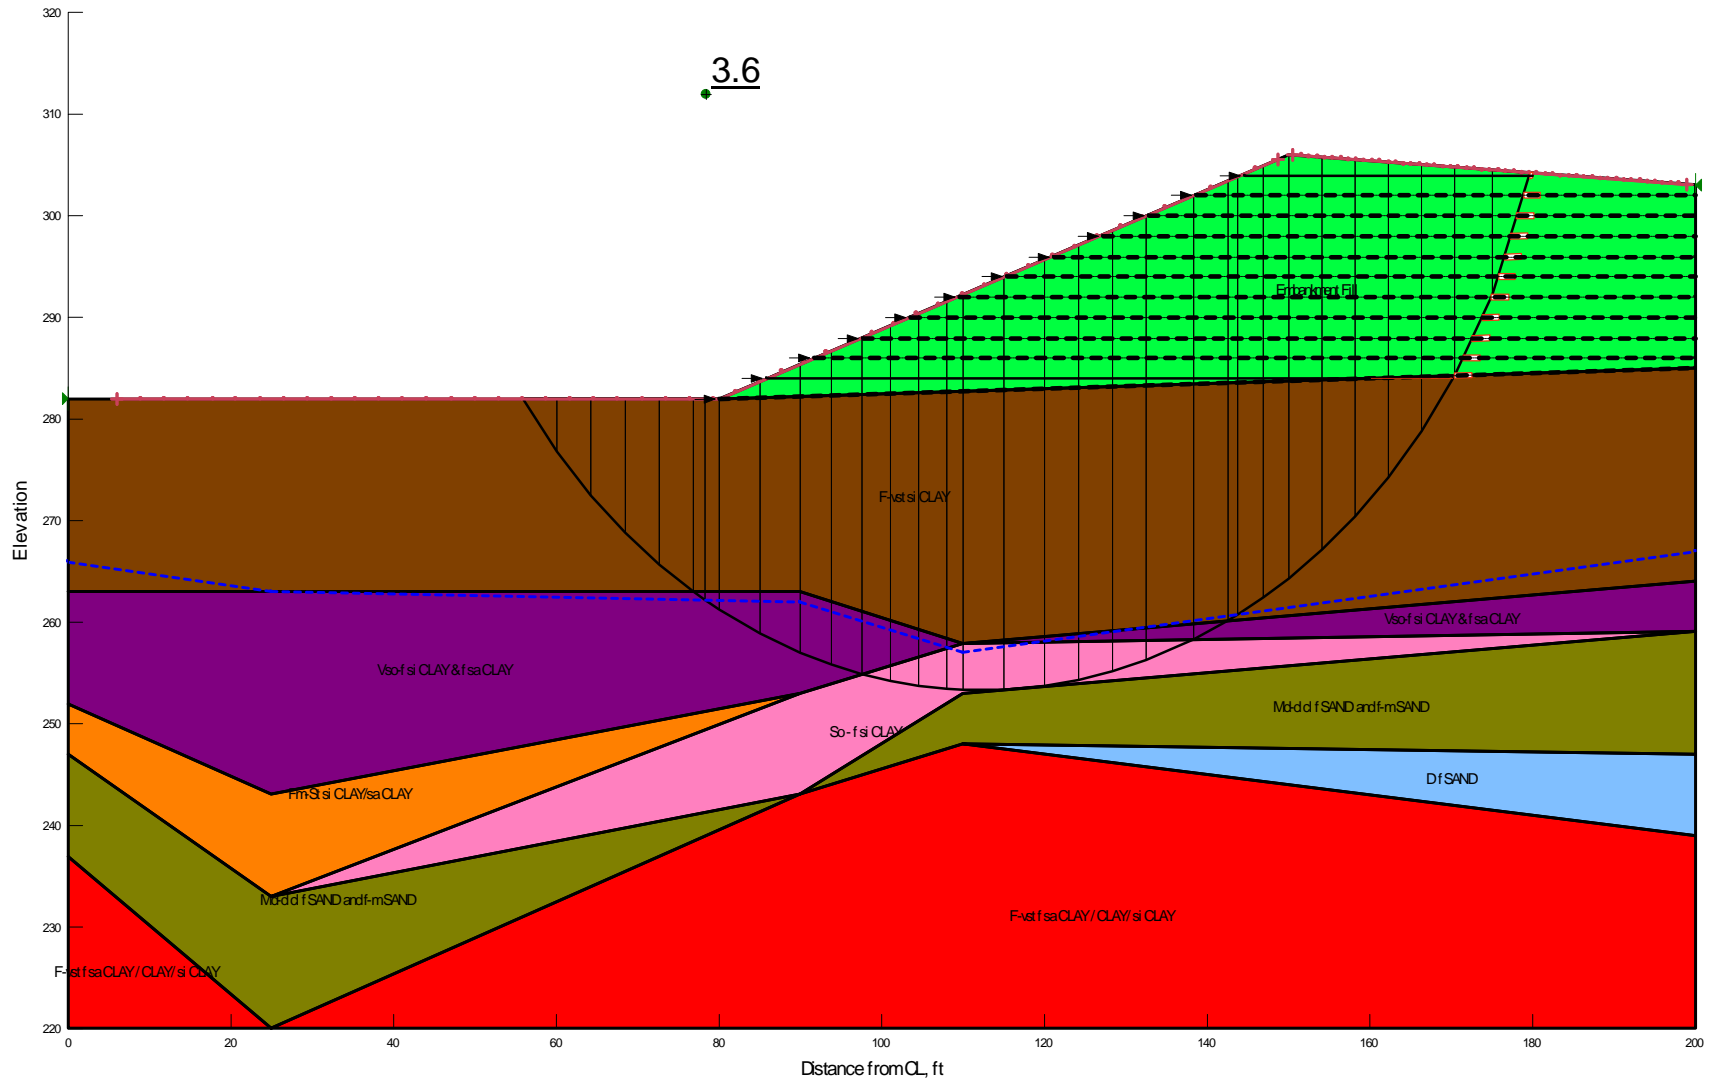 320
3.6
310
300
Embankment Fill
290
280
F-vst si CLAY
270
Elevation
260
Vso-f si CLAY & f sa CLAY
Vso-f si CLAY & f sa CLAY
250
Md-d cl f SAND and f-m SAND
So - f si CLAY
D f SAND
Fm-St si CLAY/sa CLAY
240
Md-d cl f SAND and f-m SAND
F-vst f sa CLAY / CLAY/ si CLAY
230
F-vst f sa CLAY / CLAY/ si CLAY
220
0 20 40 60 80 100 120 140 160 180 200
Distance from CL, ft